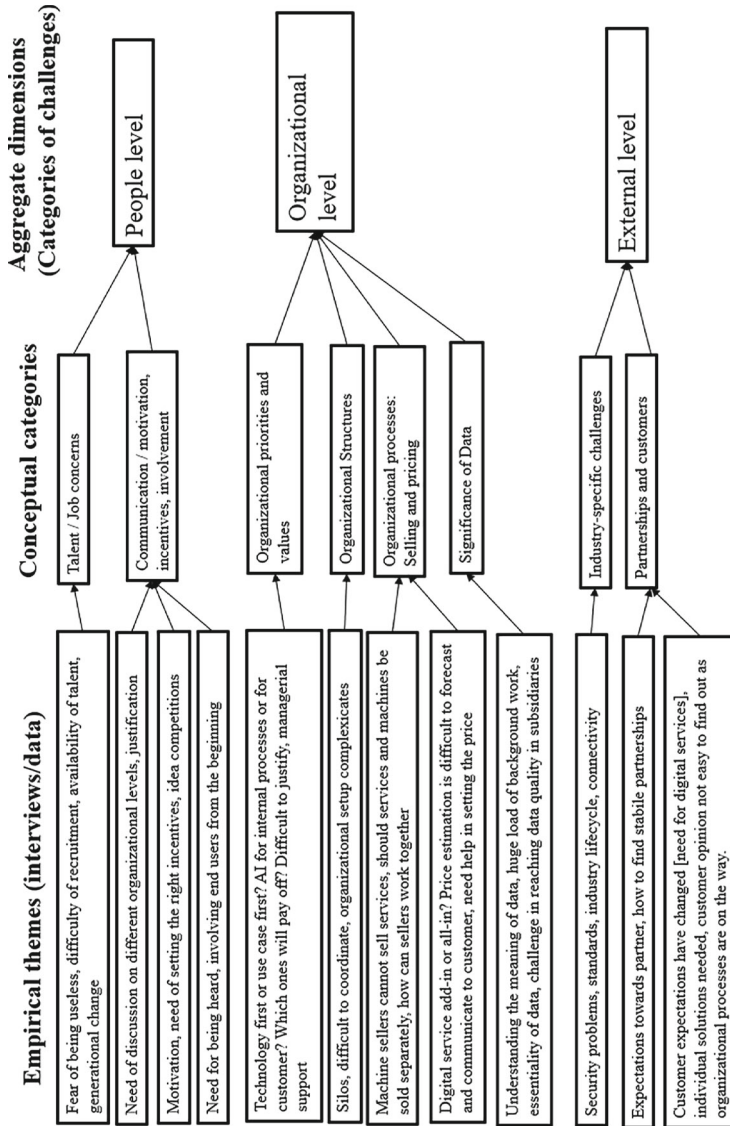 Empirical themes (interviews/data)
Conceptual categories
Aggregate dimensions
(Categories of challenges)
Fear of being useless, difficulty of recruitment, availability of talent,
generational change
Need of discussion on different organizational levels, justification
Motivation, need of setting the right incentives, idea competitions
Need for being heard, involving end users from the beginning
Talent / Job concerns
Communication / motivation,
incentives, involvement
People level
Technology first or use case first? AI for internal processes or for
customer? Which ones will pay off? Difficult to justify, managerial
support
Silos, difficult to coordinate, organizational setup complexicates
Machine sellers cannot sell services, should services and machines be
sold separately, how can sellers work together
Digital service add-in or all-in? Price estimation is difficult to forecast
and communicate to customer, need help in setting the price
Understanding the meaning of data, huge load of background work,
essentiality of data, challenge in reaching data quality in subsidiaries
Organizational priorities and
values
Organizational Structures
Organizational processes:
Selling and pricing
Significance of Data
Organizational
level
Security problems, standards, industry lifecycle, connectivity
Expectations towards partner, how to find stabile partnerships
Customer expectations have changed [need for digital services],
individual solutions needed, customer opinion not easy to find out as
organizational processes are on the way.
Industry-specific challenges
Partnerships and customers
External level